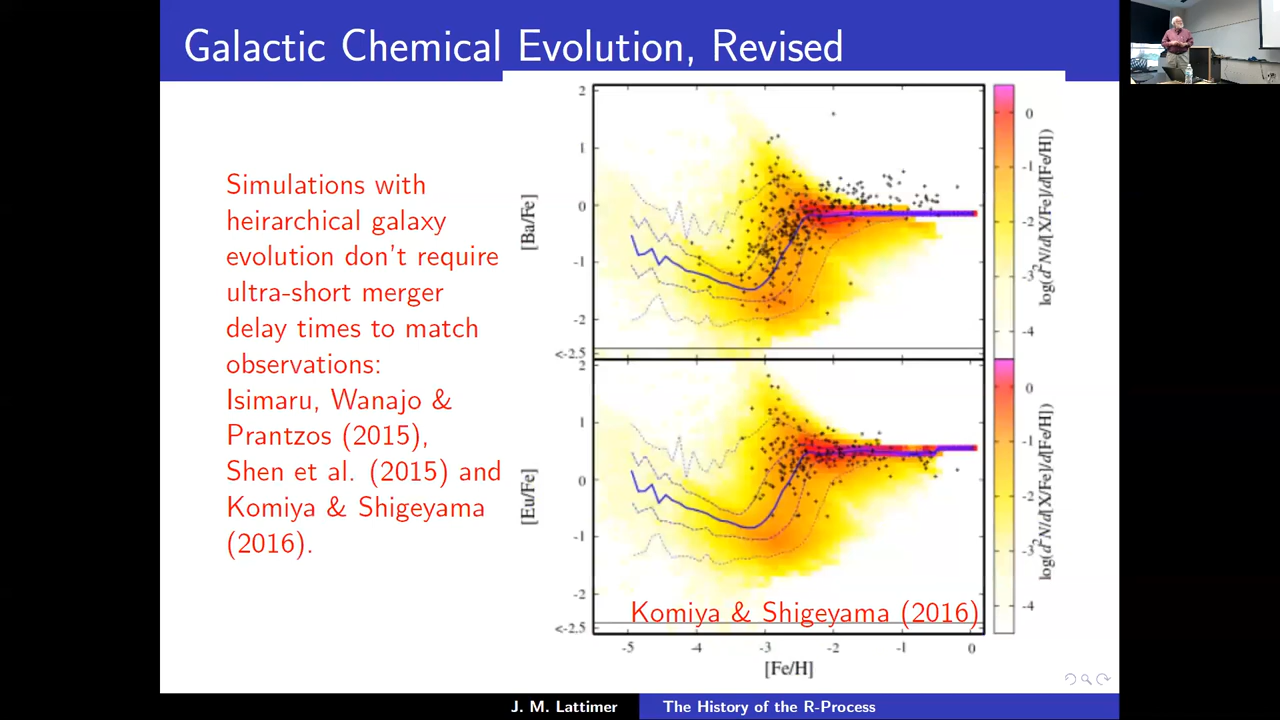 Galactic Chemical Evolution, Revised
Simulations with
heirarchical galaxy
evolution don't require
ultra-short merger
delay times to match
observations:
Isimaru, Wanajo &
Prantzos (2015),
Shen et al. (2015) and
Komiya & Shigeyama
(2016).
2
1
0
-1
-2
<-2.5
[Ba/Fe]
0
-1
-2
-3
-4
log(d²N/d[X/Fe]/d[Fe/H])
2
1
0
-1
-2
<-2.5
[Eu/Fe]
0
-1
-2
-3
-4
log(d²N/d[X/Fe]/d[Fe/H])
Komiya & Shigeyama (2016)
-5 -4 -3 -2 -1 0
[Fe/H]
J. M. Lattimer The History of the R-Process